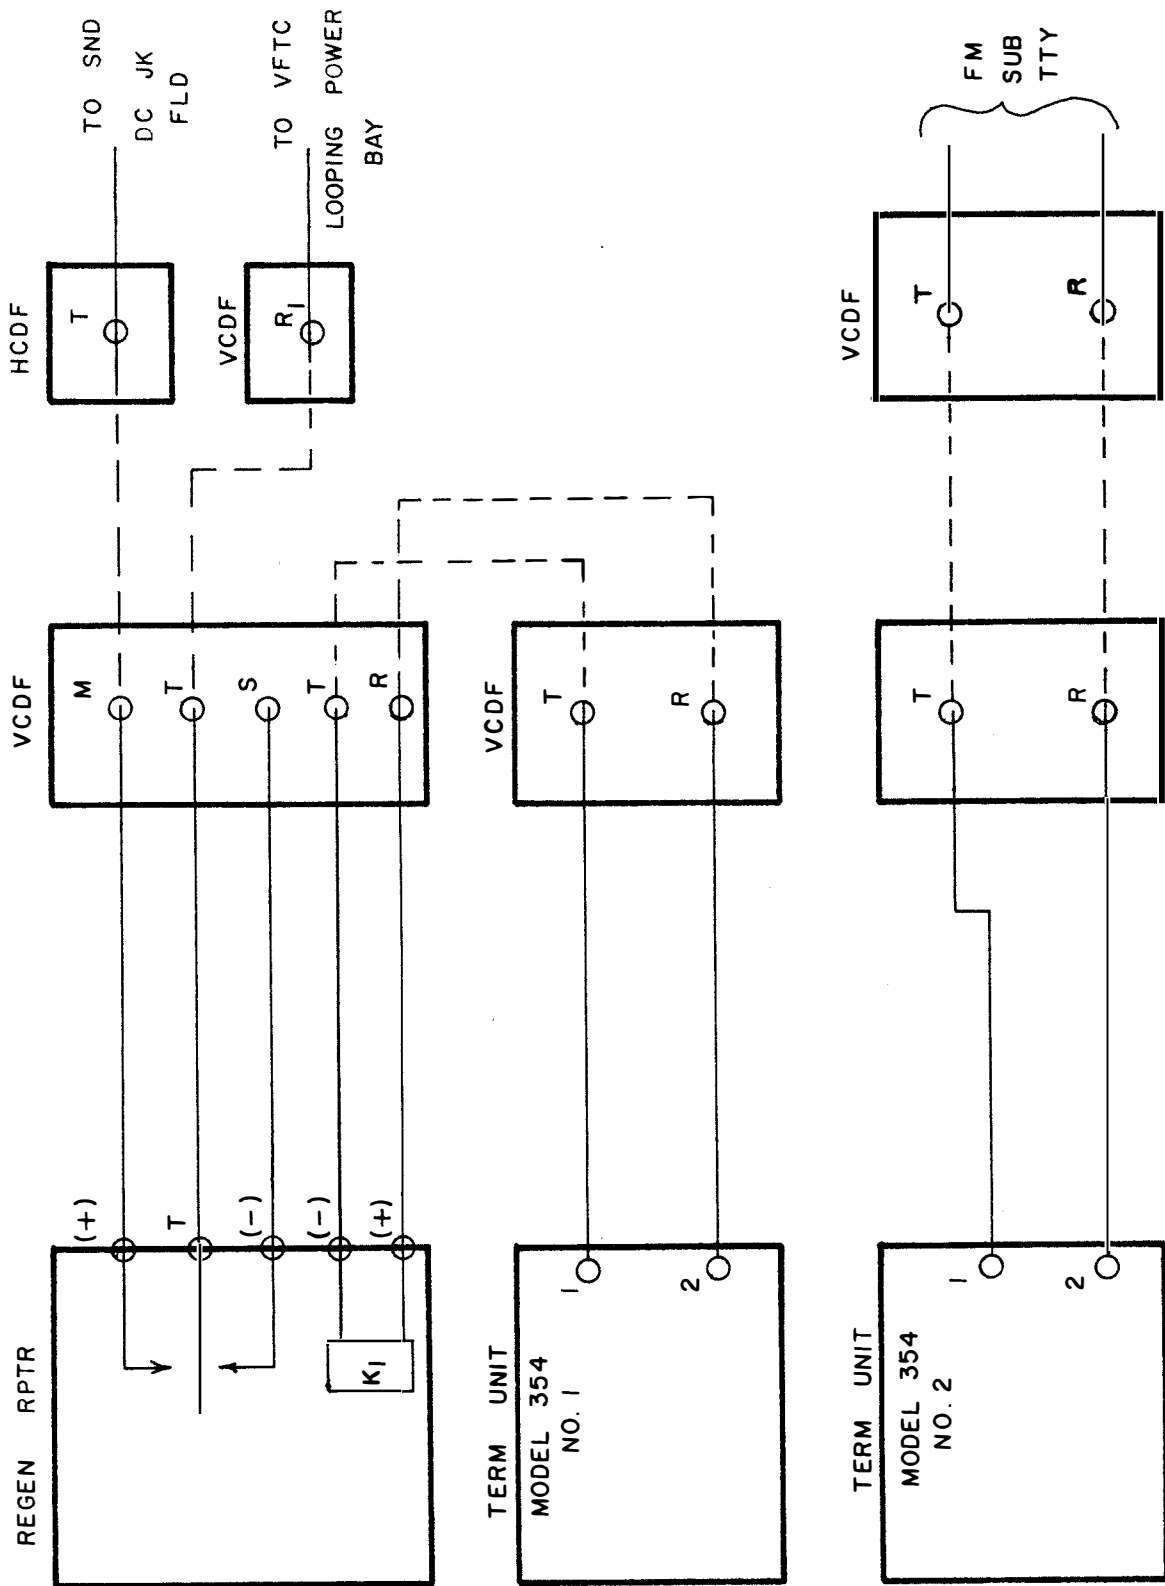 REGEN RPTR
(+)
T
(-)
(-)
(+)
K1
VCDF
M
T
S
T
R
HCDF
T
TO SND
DC JK
FLD
VCDF
R1
TO VFTC
LOOPING POWER
BAY
TERM UNIT
MODEL 354
NO. 1
1
2
VCDF
T
R
TERM UNIT
MODEL 354
NO. 2
1
2
T
R
VCDF
T
R
FM
SUB
TTY